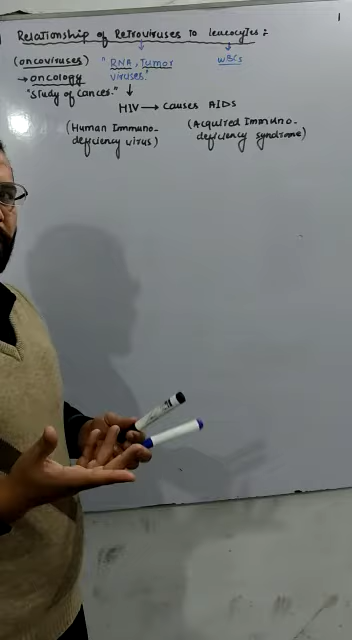 1
Relationship of Retroviruses to leucocytes:
(oncoviruses) "RNA, Tumor WBCs
→ oncology viruses."
"Study of Cancer." ↓
HIV → causes AIDS
(Human Immuno- (Acquired Immuno-
deficiency virus) deficiency syndrome)